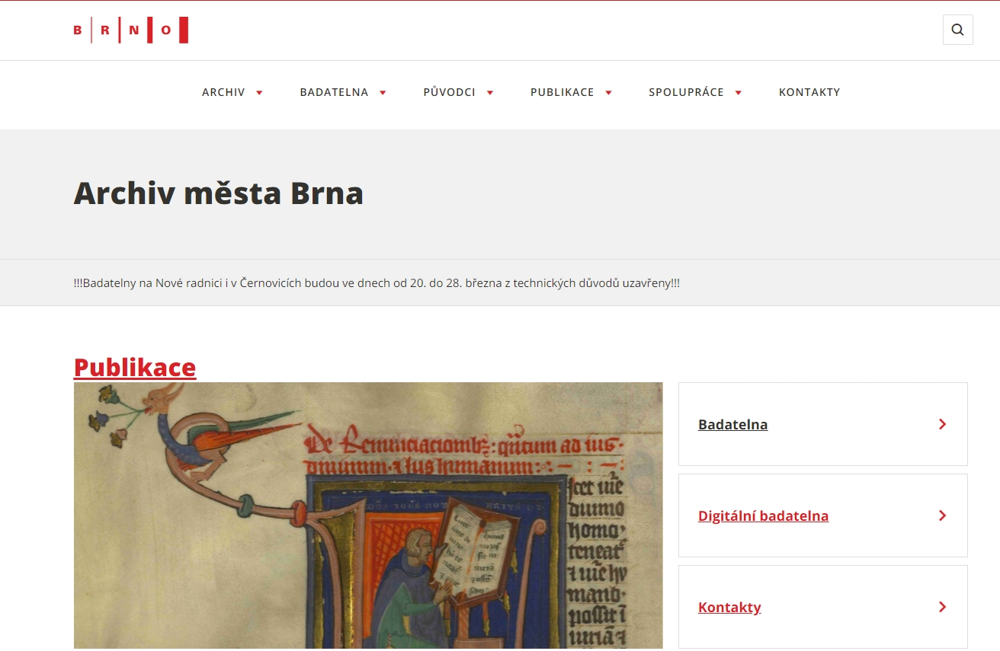 BRNO
ARCHIV BADATELNA PŮVODCI PUBLIKACE SPOLUPRÁCE KONTAKTY
Archiv města Brna
!!!Badatelny na Nové radnici i v Černovicích budou ve dnech od 20. do 28. března z technických důvodů uzavřeny!!!
Publikace
Badatelna
Digitální badatelna
Kontakty